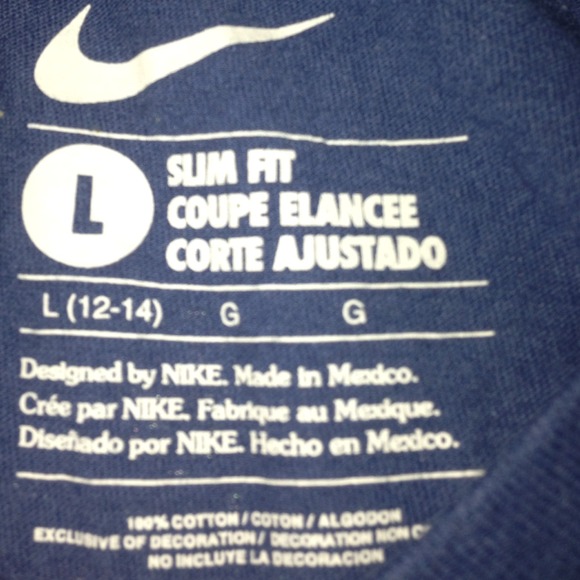 L
SLIM FIT
COUPE ELANCEE
CORTE AJUSTADO
L (12-14) G G
Designed by NIKE. Made in Mexico.
Crée par NIKE. Fabrique au Mexique.
Diseñado por NIKE. Hecho en Mexico.
100% COTTON / COTON / ALGODON
EXCLUSIVE OF DECORATION / DECORATION NON
NO INCLUYE LA DECORACION